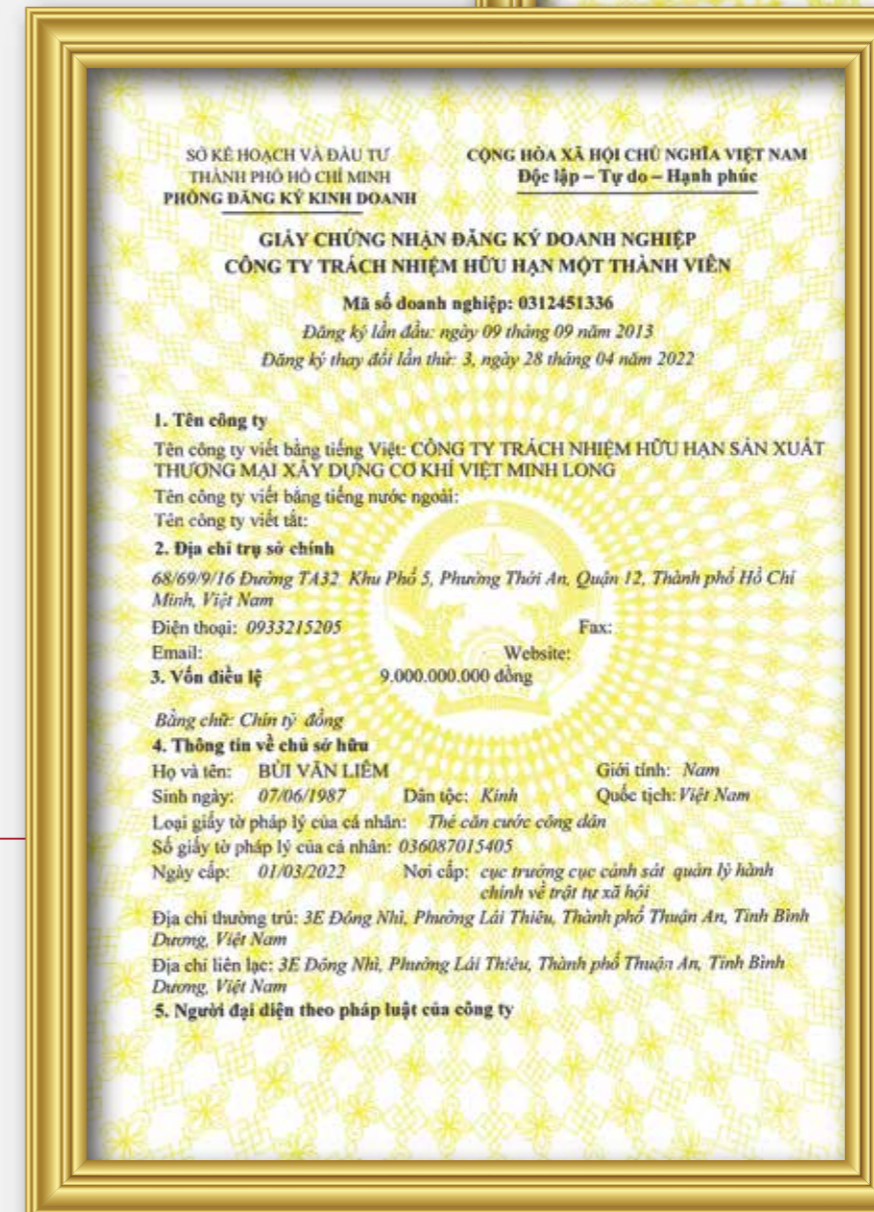 SỞ KẾ HOẠCH VÀ ĐẦU TƯ
THÀNH PHỐ HỒ CHÍ MINH
PHÒNG ĐĂNG KÝ KINH DOANH
CỘNG HÒA XÃ HỘI CHỦ NGHĨA VIỆT NAM
Độc lập – Tự do – Hạnh phúc
GIẤY CHỨNG NHẬN ĐĂNG KÝ DOANH NGHIỆP
CÔNG TY TRÁCH NHIỆM HỮU HẠN MỘT THÀNH VIÊN
Mã số doanh nghiệp: 0312451336
Đăng ký lần đầu: ngày 09 tháng 09 năm 2013
Đăng ký thay đổi lần thứ: 3, ngày 28 tháng 04 năm 2022
1. Tên công ty
Tên công ty viết bằng tiếng Việt: CÔNG TY TRÁCH NHIỆM HỮU HẠN SẢN XUẤT
THƯƠNG MẠI XÂY DỰNG CƠ KHÍ VIỆT MINH LONG
Tên công ty viết bằng tiếng nước ngoài:
Tên công ty viết tắt:
2. Địa chỉ trụ sở chính
68/69/9/16 Đường TA32, Khu Phố 5, Phường Thới An, Quận 12, Thành phố Hồ Chí
Minh, Việt Nam
Điện thoại: 0933215205 Fax:
Email: Website:
3. Vốn điều lệ 9.000.000.000 đồng
Bằng chữ: Chín tỷ đồng
4. Thông tin về chủ sở hữu
Họ và tên: BÙI VĂN LIÊM Giới tính: Nam
Sinh ngày: 07/06/1987 Dân tộc: Kinh Quốc tịch: Việt Nam
Loại giấy tờ pháp lý của cá nhân: Thẻ căn cước công dân
Số giấy tờ pháp lý của cá nhân: 036087015405
Ngày cấp: 01/03/2022 Nơi cấp: cục trưởng cục cảnh sát quản lý hành
chính về trật tự xã hội
Địa chỉ thường trú: 3E Đông Nhì, Phường Lái Thiêu, Thành phố Thuận An, Tỉnh Bình
Dương, Việt Nam
Địa chỉ liên lạc: 3E Đông Nhì, Phường Lái Thiêu, Thành phố Thuận An, Tỉnh Bình
Dương, Việt Nam
5. Người đại diện theo pháp luật của công ty